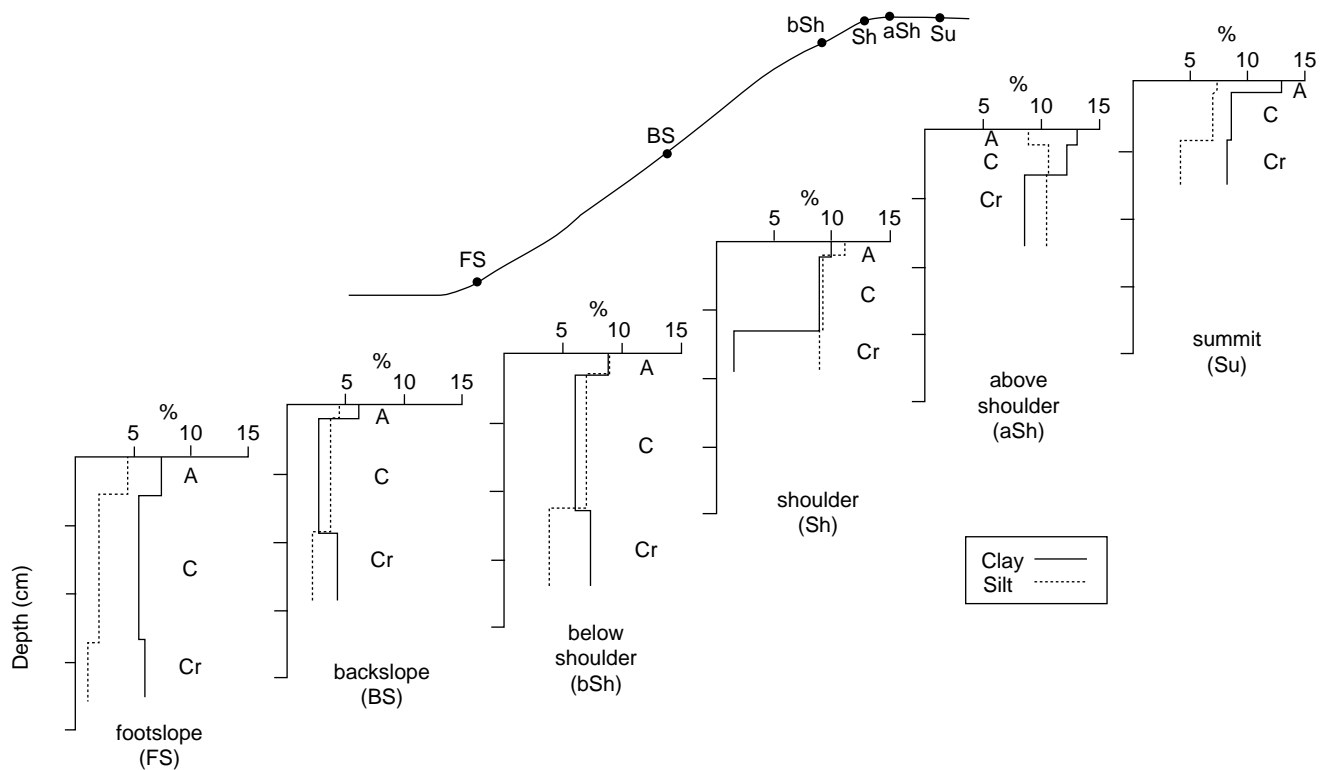 bSh
Sh
aSh
Su
BS
FS
%
5 10 15
A
C
Cr
summit
(Su)
%
5 10 15
A
C
Cr
above
shoulder
(aSh)
%
5 10 15
A
C
Cr
shoulder
(Sh)
%
5 10 15
A
C
Cr
below
shoulder
(bSh)
%
5 10 15
A
C
Cr
backslope
(BS)
%
5 10 15
A
C
Cr
footslope
(FS)
Depth (cm)
Clay
Silt